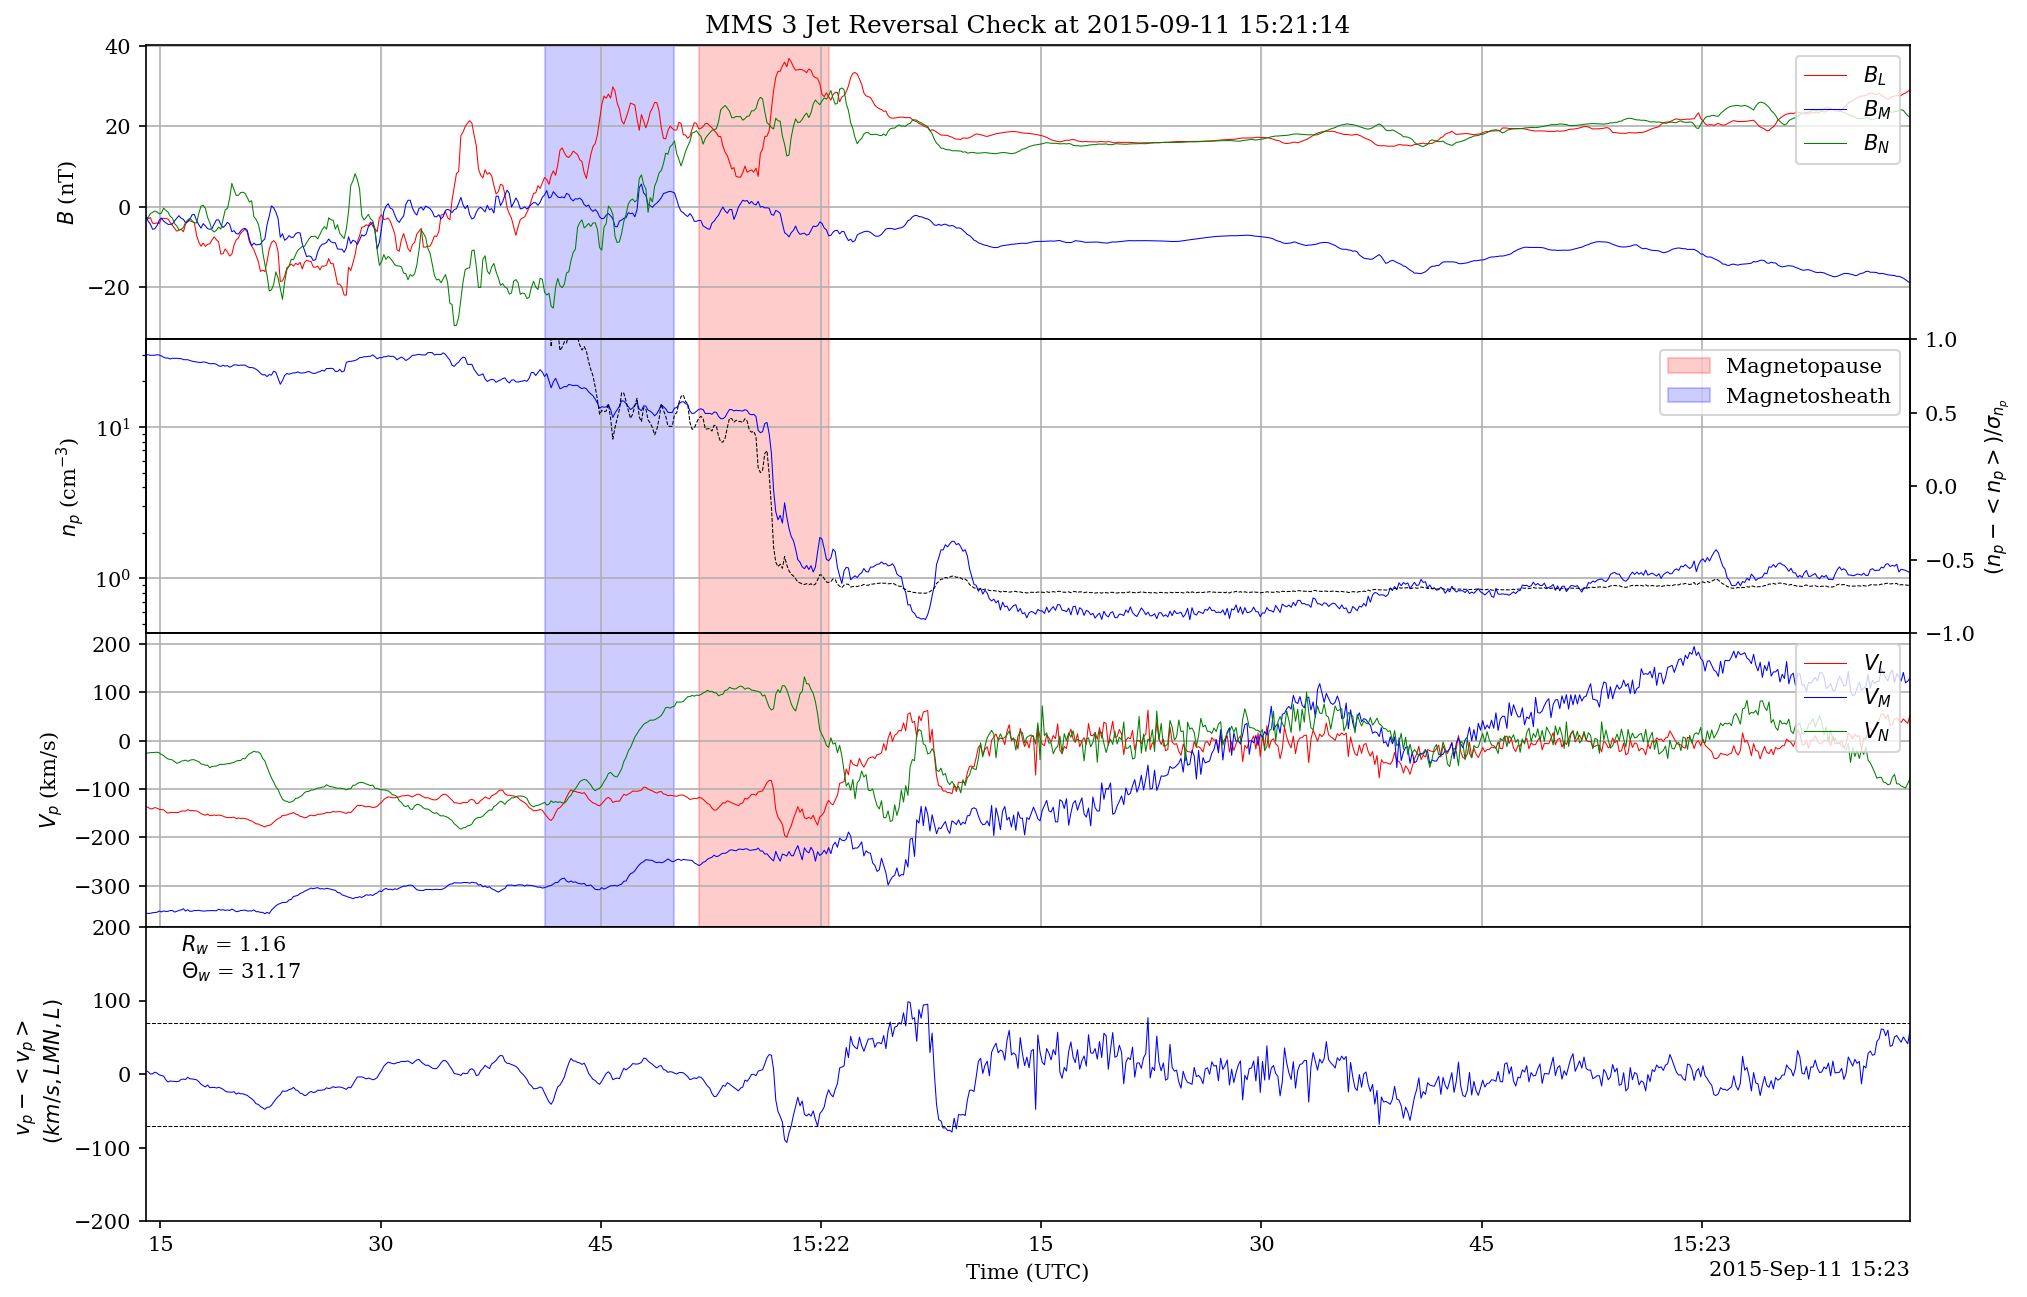 MMS 3 Jet Reversal Check at 2015-09-11 15:21:14
40
20
0
−20
B (nT)
B_L
B_M
B_N
10^1
10^0
n_p (cm^{−3})
1.0
0.5
0.0
−0.5
−1.0
(n_p − < n_p >)/σ_{n_p}
Magnetopause
Magnetosheath
200
100
0
−100
−200
−300
V_p (km/s)
V_L
V_M
V_N
200
100
0
−100
−200
v_p − < v_p >
(km/s, LMN, L)
R_w = 1.16
Θ_w = 31.17
15
30
45
15:22
15
30
45
15:23
Time (UTC)
2015-Sep-11 15:23